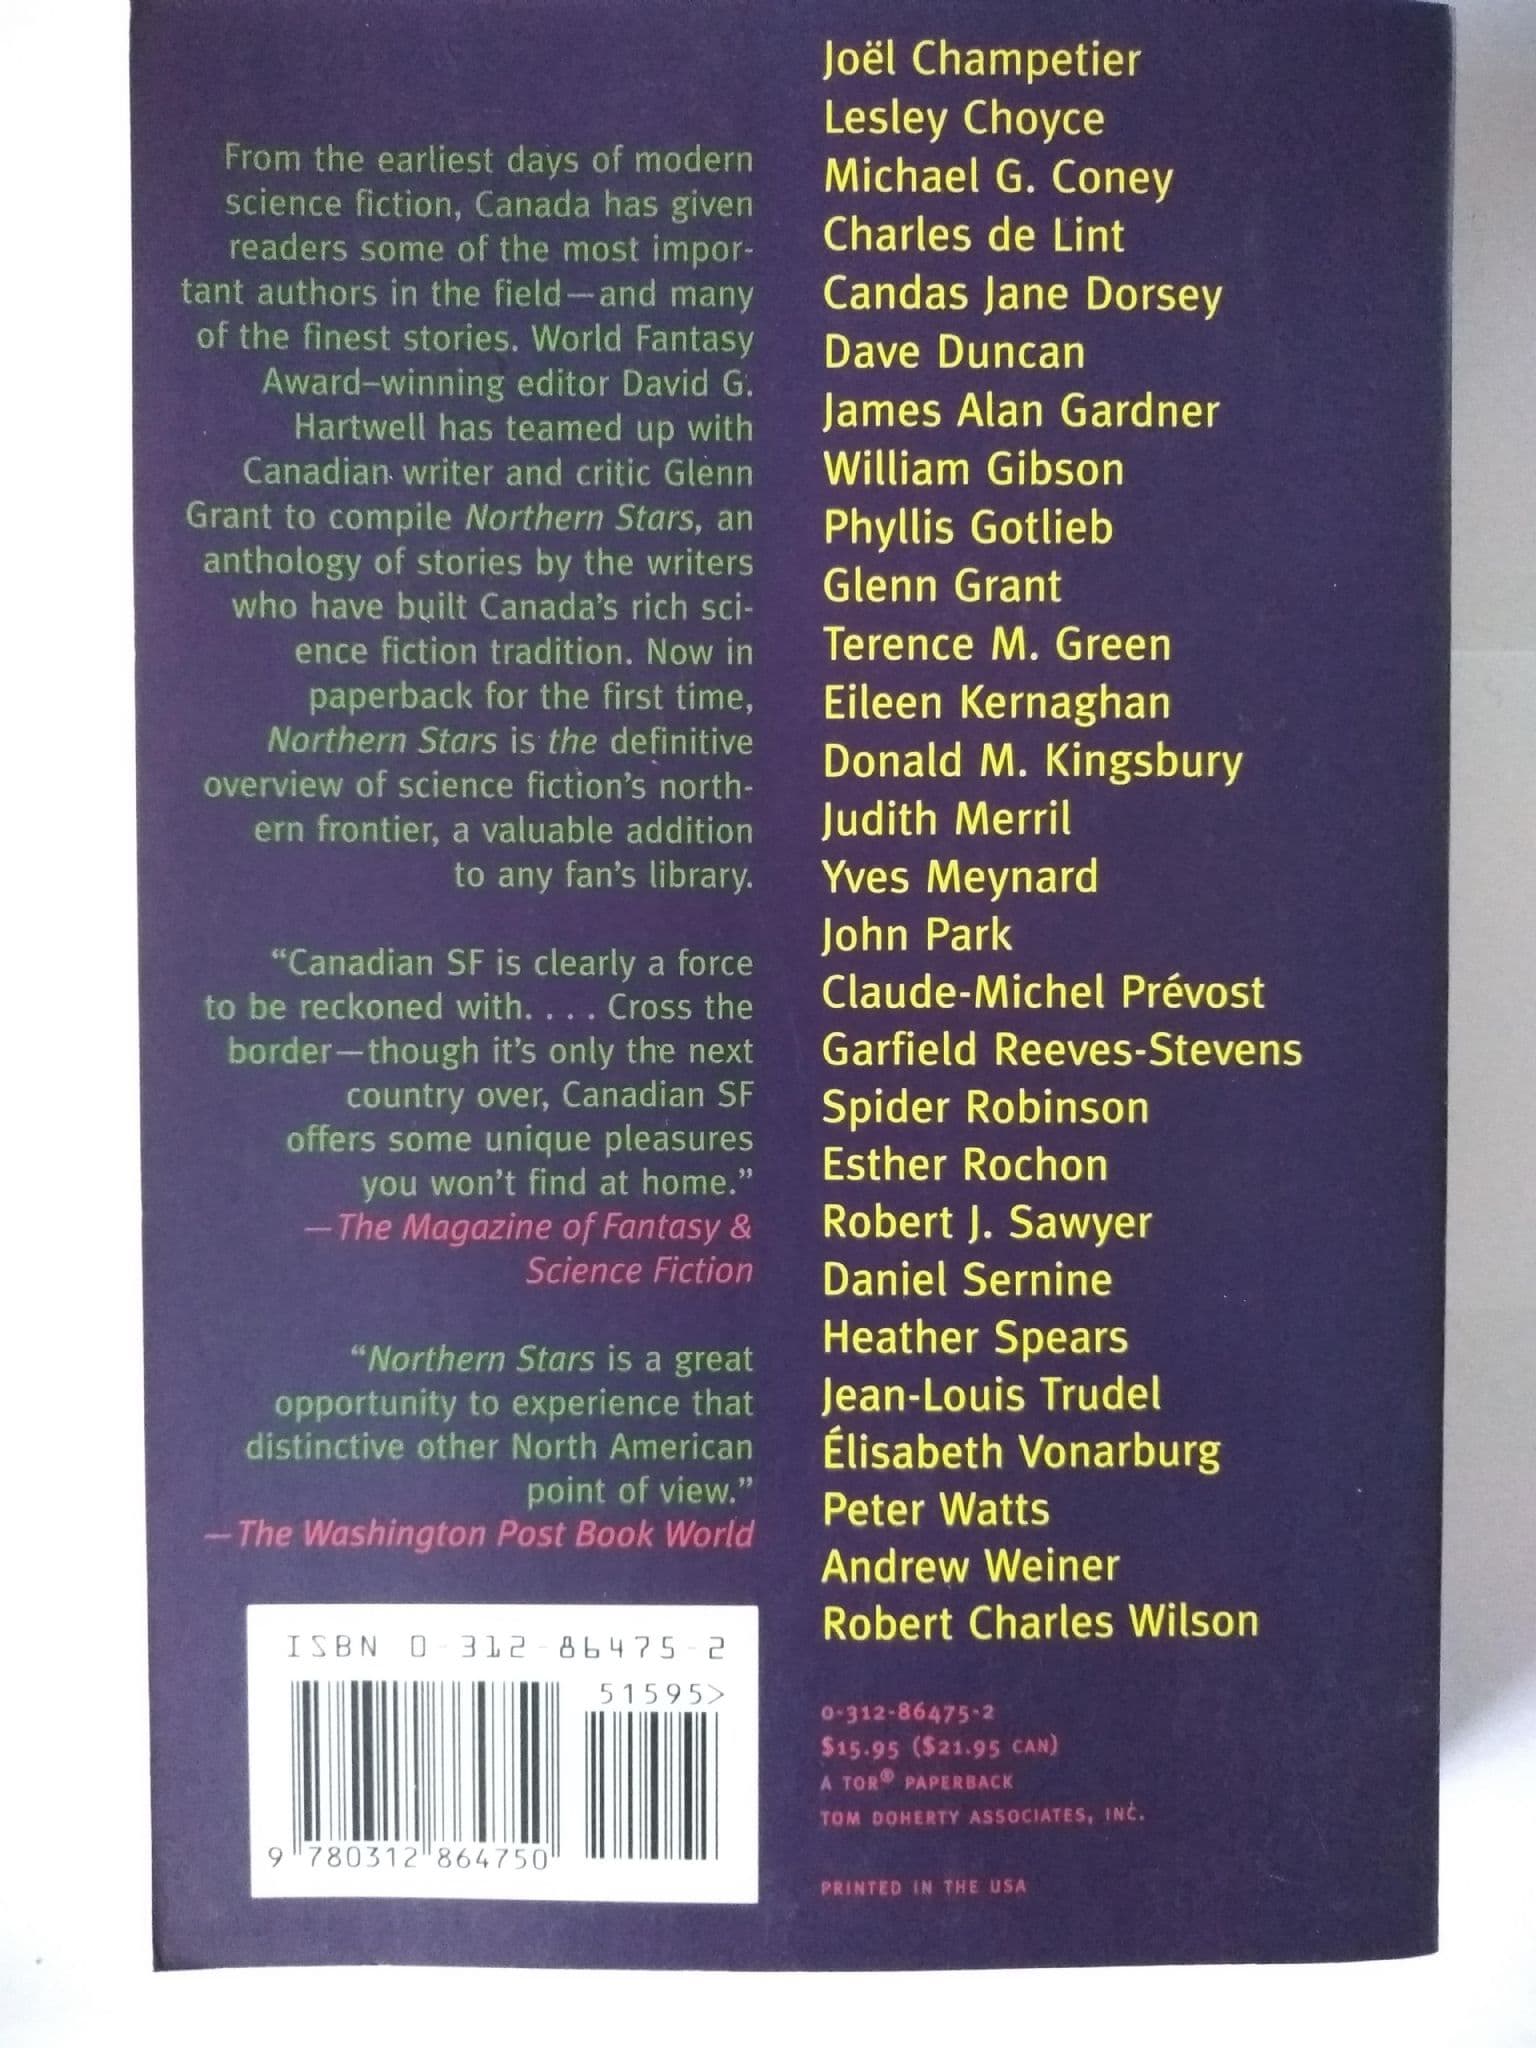 From the earliest days of modern
science fiction, Canada has given
readers some of the most impor-
tant authors in the field—and many
of the finest stories. World Fantasy
Award–winning editor David G.
Hartwell has teamed up with
Canadian writer and critic Glenn
Grant to compile Northern Stars, an
anthology of stories by the writers
who have built Canada's rich sci-
ence fiction tradition. Now in
paperback for the first time,
Northern Stars is the definitive
overview of science fiction's north-
ern frontier, a valuable addition
to any fan's library.
“Canadian SF is clearly a force
to be reckoned with. . . . Cross the
border—though it's only the next
country over, Canadian SF
offers some unique pleasures
you won't find at home.”
—The Magazine of Fantasy &
Science Fiction
“Northern Stars is a great
opportunity to experience that
distinctive other North American
point of view.”
—The Washington Post Book World
ISBN 0-312-86475-2
51595>
9 780312 864750
Joël Champetier
Lesley Choyce
Michael G. Coney
Charles de Lint
Candas Jane Dorsey
Dave Duncan
James Alan Gardner
William Gibson
Phyllis Gotlieb
Glenn Grant
Terence M. Green
Eileen Kernaghan
Donald M. Kingsbury
Judith Merril
Yves Meynard
John Park
Claude-Michel Prévost
Garfield Reeves-Stevens
Spider Robinson
Esther Rochon
Robert J. Sawyer
Daniel Sernine
Heather Spears
Jean-Louis Trudel
Élisabeth Vonarburg
Peter Watts
Andrew Weiner
Robert Charles Wilson
0-312-86475-2
$15.95 ($21.95 CAN)
A TOR® PAPERBACK
TOM DOHERTY ASSOCIATES, INC.
PRINTED IN THE USA